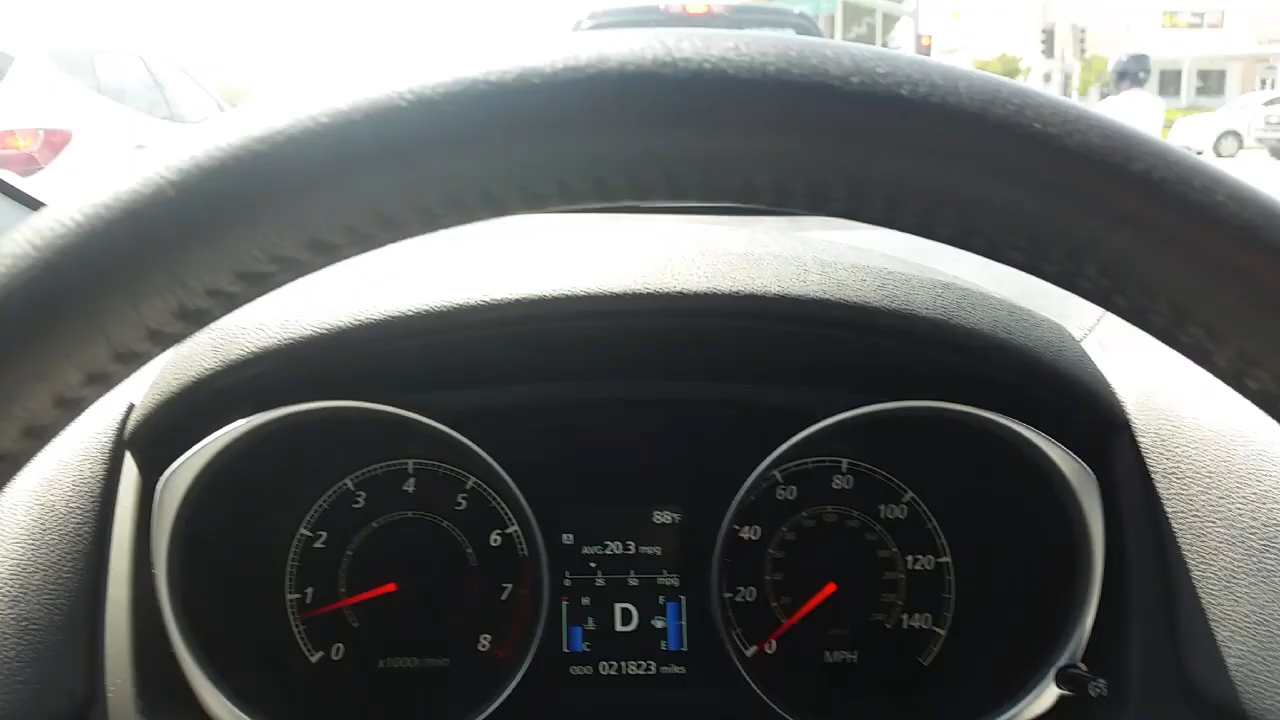 88°F
A
AVG. 20.3 mpg
0 25 50 mpg
H F
D
C E
ODO 021823 miles
0 1 2 3 4 5 6 7 8
x1000r/min
0 20 40 60 80 100 120 140
MPH